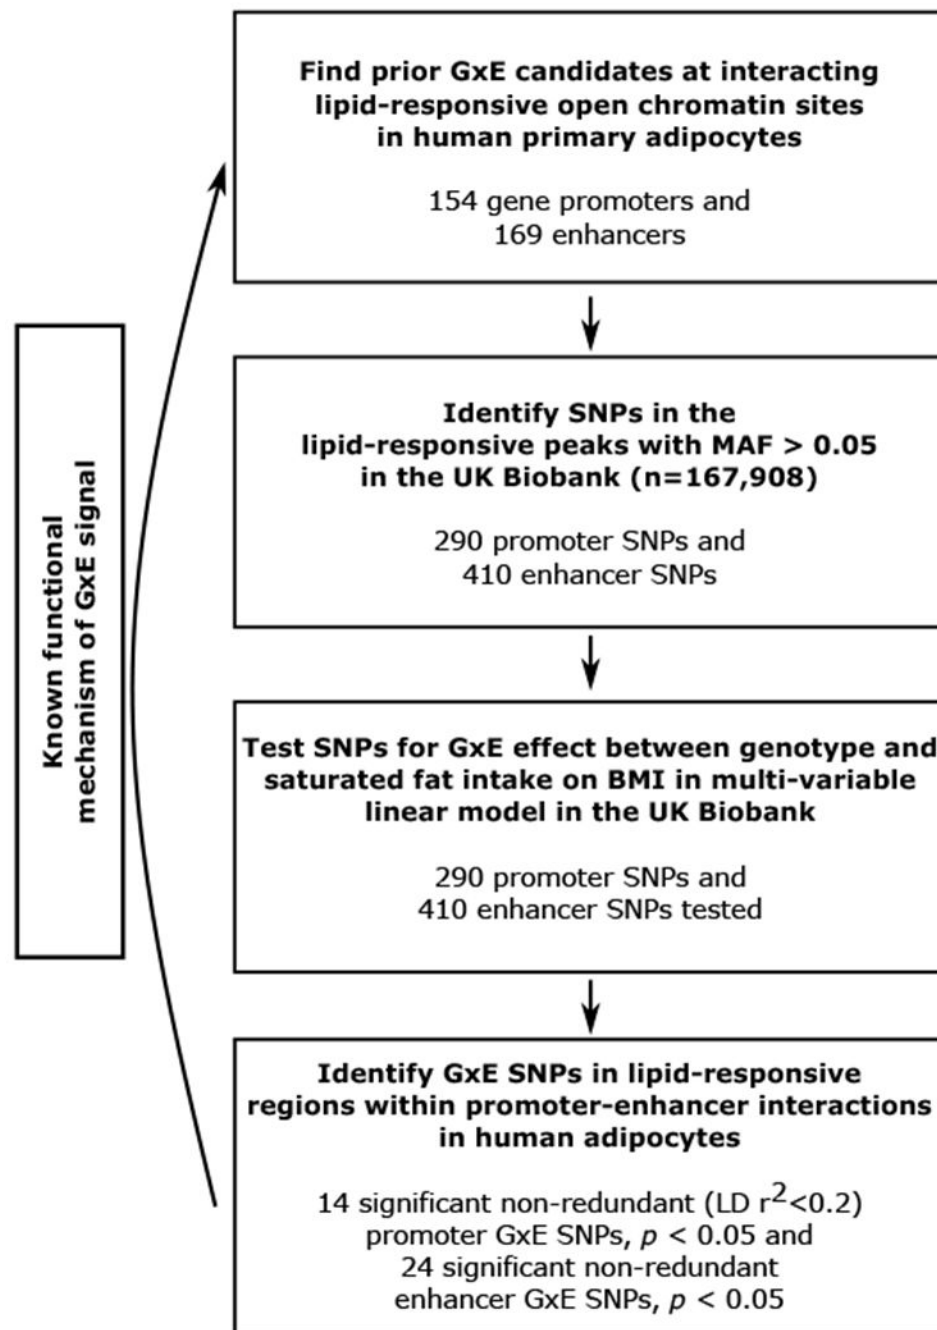 Find prior GxE candidates at interacting
lipid-responsive open chromatin sites
in human primary adipocytes
154 gene promoters and
169 enhancers
Identify SNPs in the
lipid-responsive peaks with MAF > 0.05
in the UK Biobank (n=167,908)
290 promoter SNPs and
410 enhancer SNPs
Known functional
mechanism of GxE signal
Test SNPs for GxE effect between genotype and
saturated fat intake on BMI in multi-variable
linear model in the UK Biobank
290 promoter SNPs and
410 enhancer SNPs tested
Identify GxE SNPs in lipid-responsive
regions within promoter-enhancer interactions
in human adipocytes
14 significant non-redundant (LD r²<0.2)
promoter GxE SNPs, p < 0.05 and
24 significant non-redundant
enhancer GxE SNPs, p < 0.05